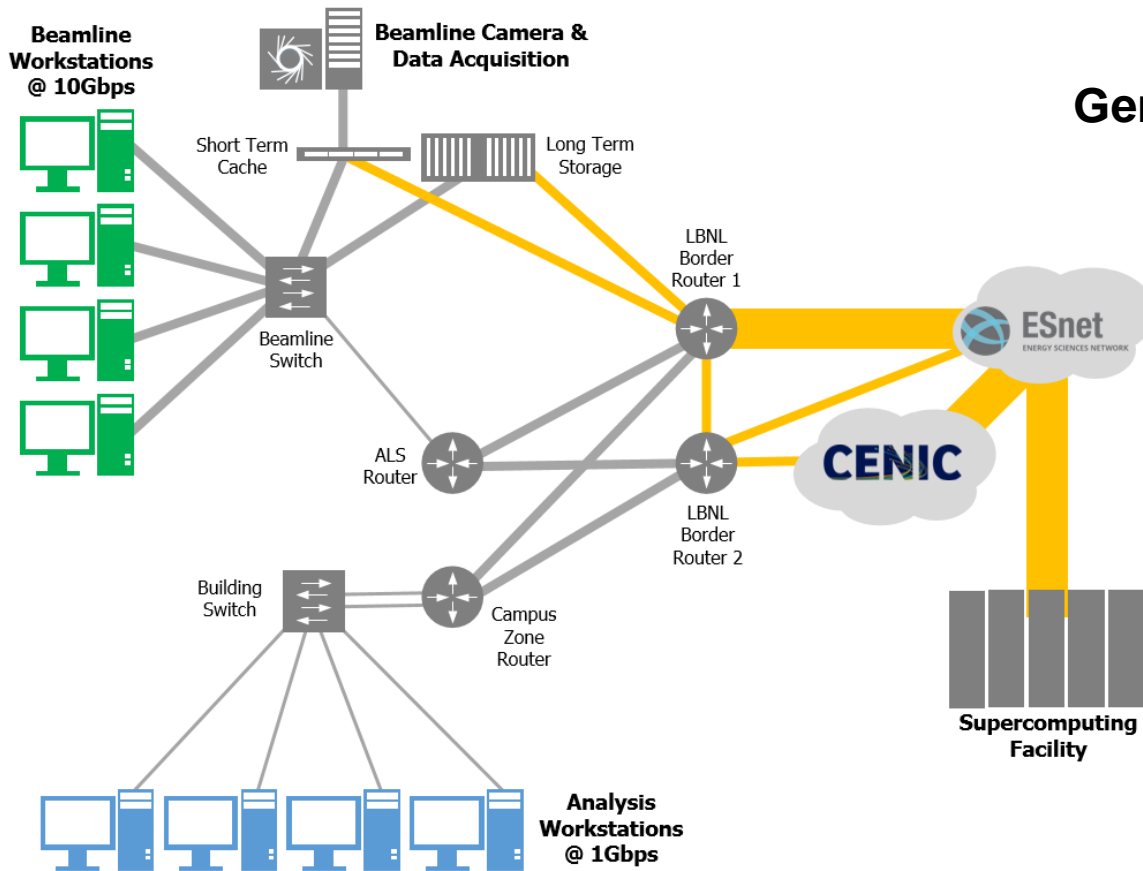 Beamline
Workstations
@ 10Gbps
Beamline Camera &
Data Acquisition
Short Term
Cache
Long Term
Storage
LBNL
Border
Router 1
Beamline
Switch
ESnet
ENERGY SCIENCES NETWORK
ALS
Router
CENIC
LBNL
Border
Router 2
Building
Switch
Campus
Zone
Router
Supercomputing
Facility
Analysis
Workstations
@ 1Gbps